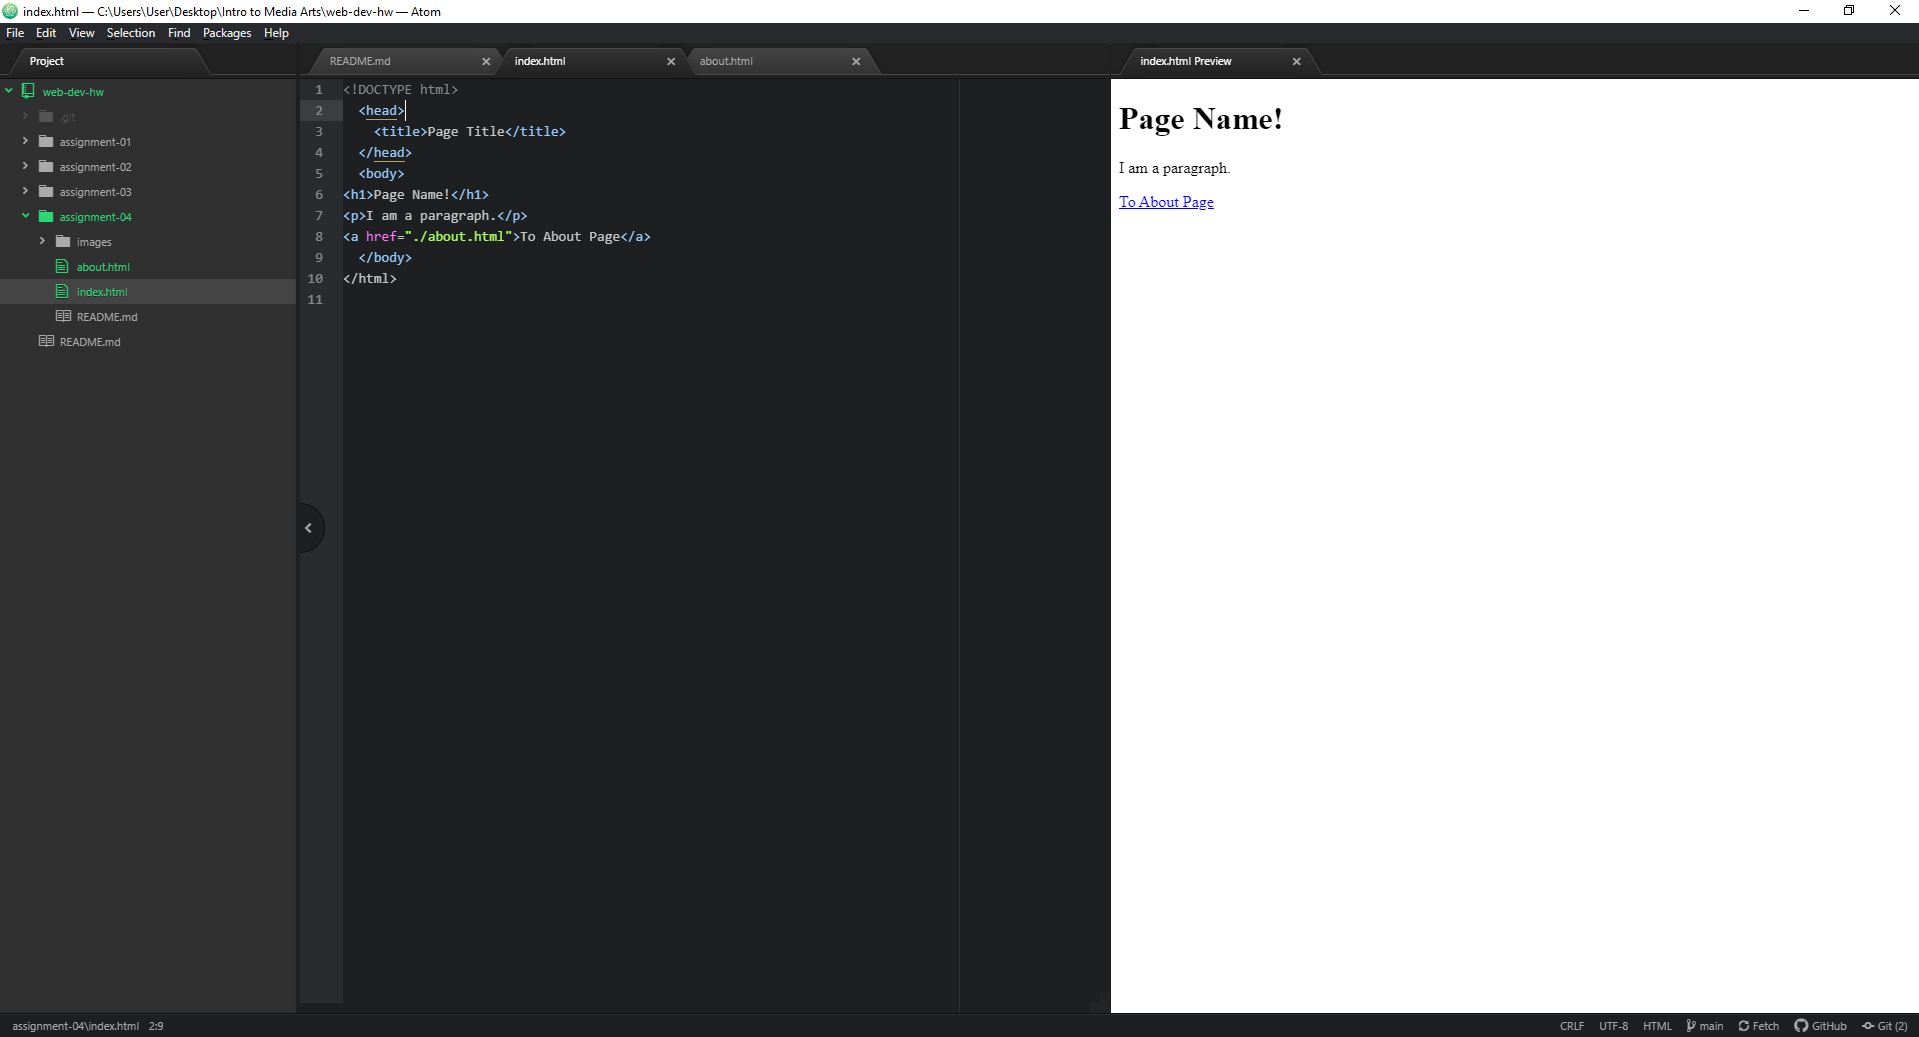 index.html — C:\Users\User\Desktop\Intro to Media Arts\web-dev-hw — Atom
File Edit View Selection Find Packages Help
Project
README.md
index.html
about.html
index.html Preview
web-dev-hw
.git
assignment-01
assignment-02
assignment-03
assignment-04
images
about.html
index.html
README.md
README.md
1 <!DOCTYPE html>
2 <head>
3 <title>Page Title</title>
4 </head>
5 <body>
6 <h1>Page Name!</h1>
7 <p>I am a paragraph.</p>
8 <a href="./about.html">To About Page</a>
9 </body>
10 </html>
11
Page Name!
I am a paragraph.
To About Page
assignment-04\index.html 2:9
CRLF UTF-8 HTML main Fetch GitHub Git (2)